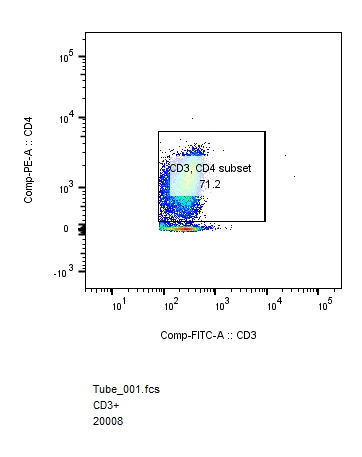 10^5
10^4
10^3
0
-10^3
Comp-PE-A :: CD4
CD3, CD4 subset
71.2
10^1 10^2 10^3 10^4 10^5
Comp-FITC-A :: CD3
Tube_001.fcs
CD3+
20008